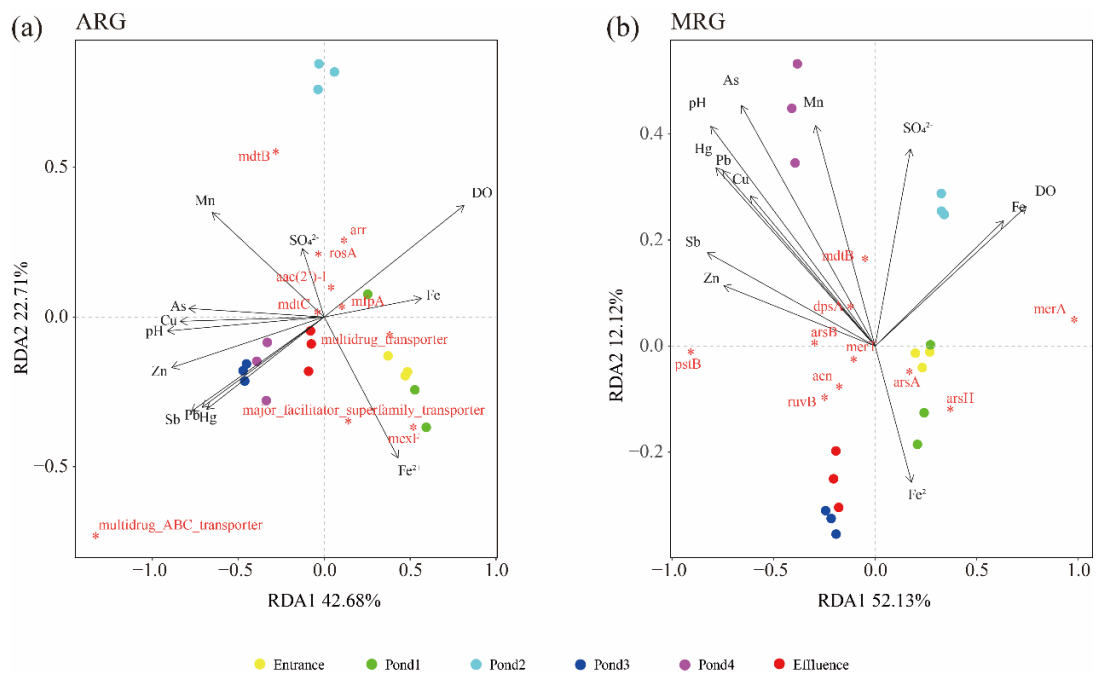 (a) ARG
RDA2 22.71%
0.5
0.0
−0.5
−1.0 −0.5 0.0 0.5 1.0
RDA1 42.68%
mdtB
Mn
DO
SO₄²⁻
arr
rosA
aac(2')-I
mdtC
mfpA
Fe
As
Cu
pH
Zn
Sb
Pb
Hg
multidrug_transporter
major_facilitator_superfamily_transporter
mexF
Fe²⁺
multidrug_ABC_transporter
(b) MRG
RDA2 12.12%
0.4
0.2
0.0
−0.2
−1.0 −0.5 0.0 0.5 1.0
RDA1 52.13%
As
pH
Mn
SO₄²⁻
Hg
Pb
Cu
DO
Fe
Sb
Zn
mdtB
dpsA
arsB
merT
merA
pstB
acn
ruvB
arsA
arsH
Fe²
Entrance Pond1 Pond2 Pond3 Pond4 Effluence